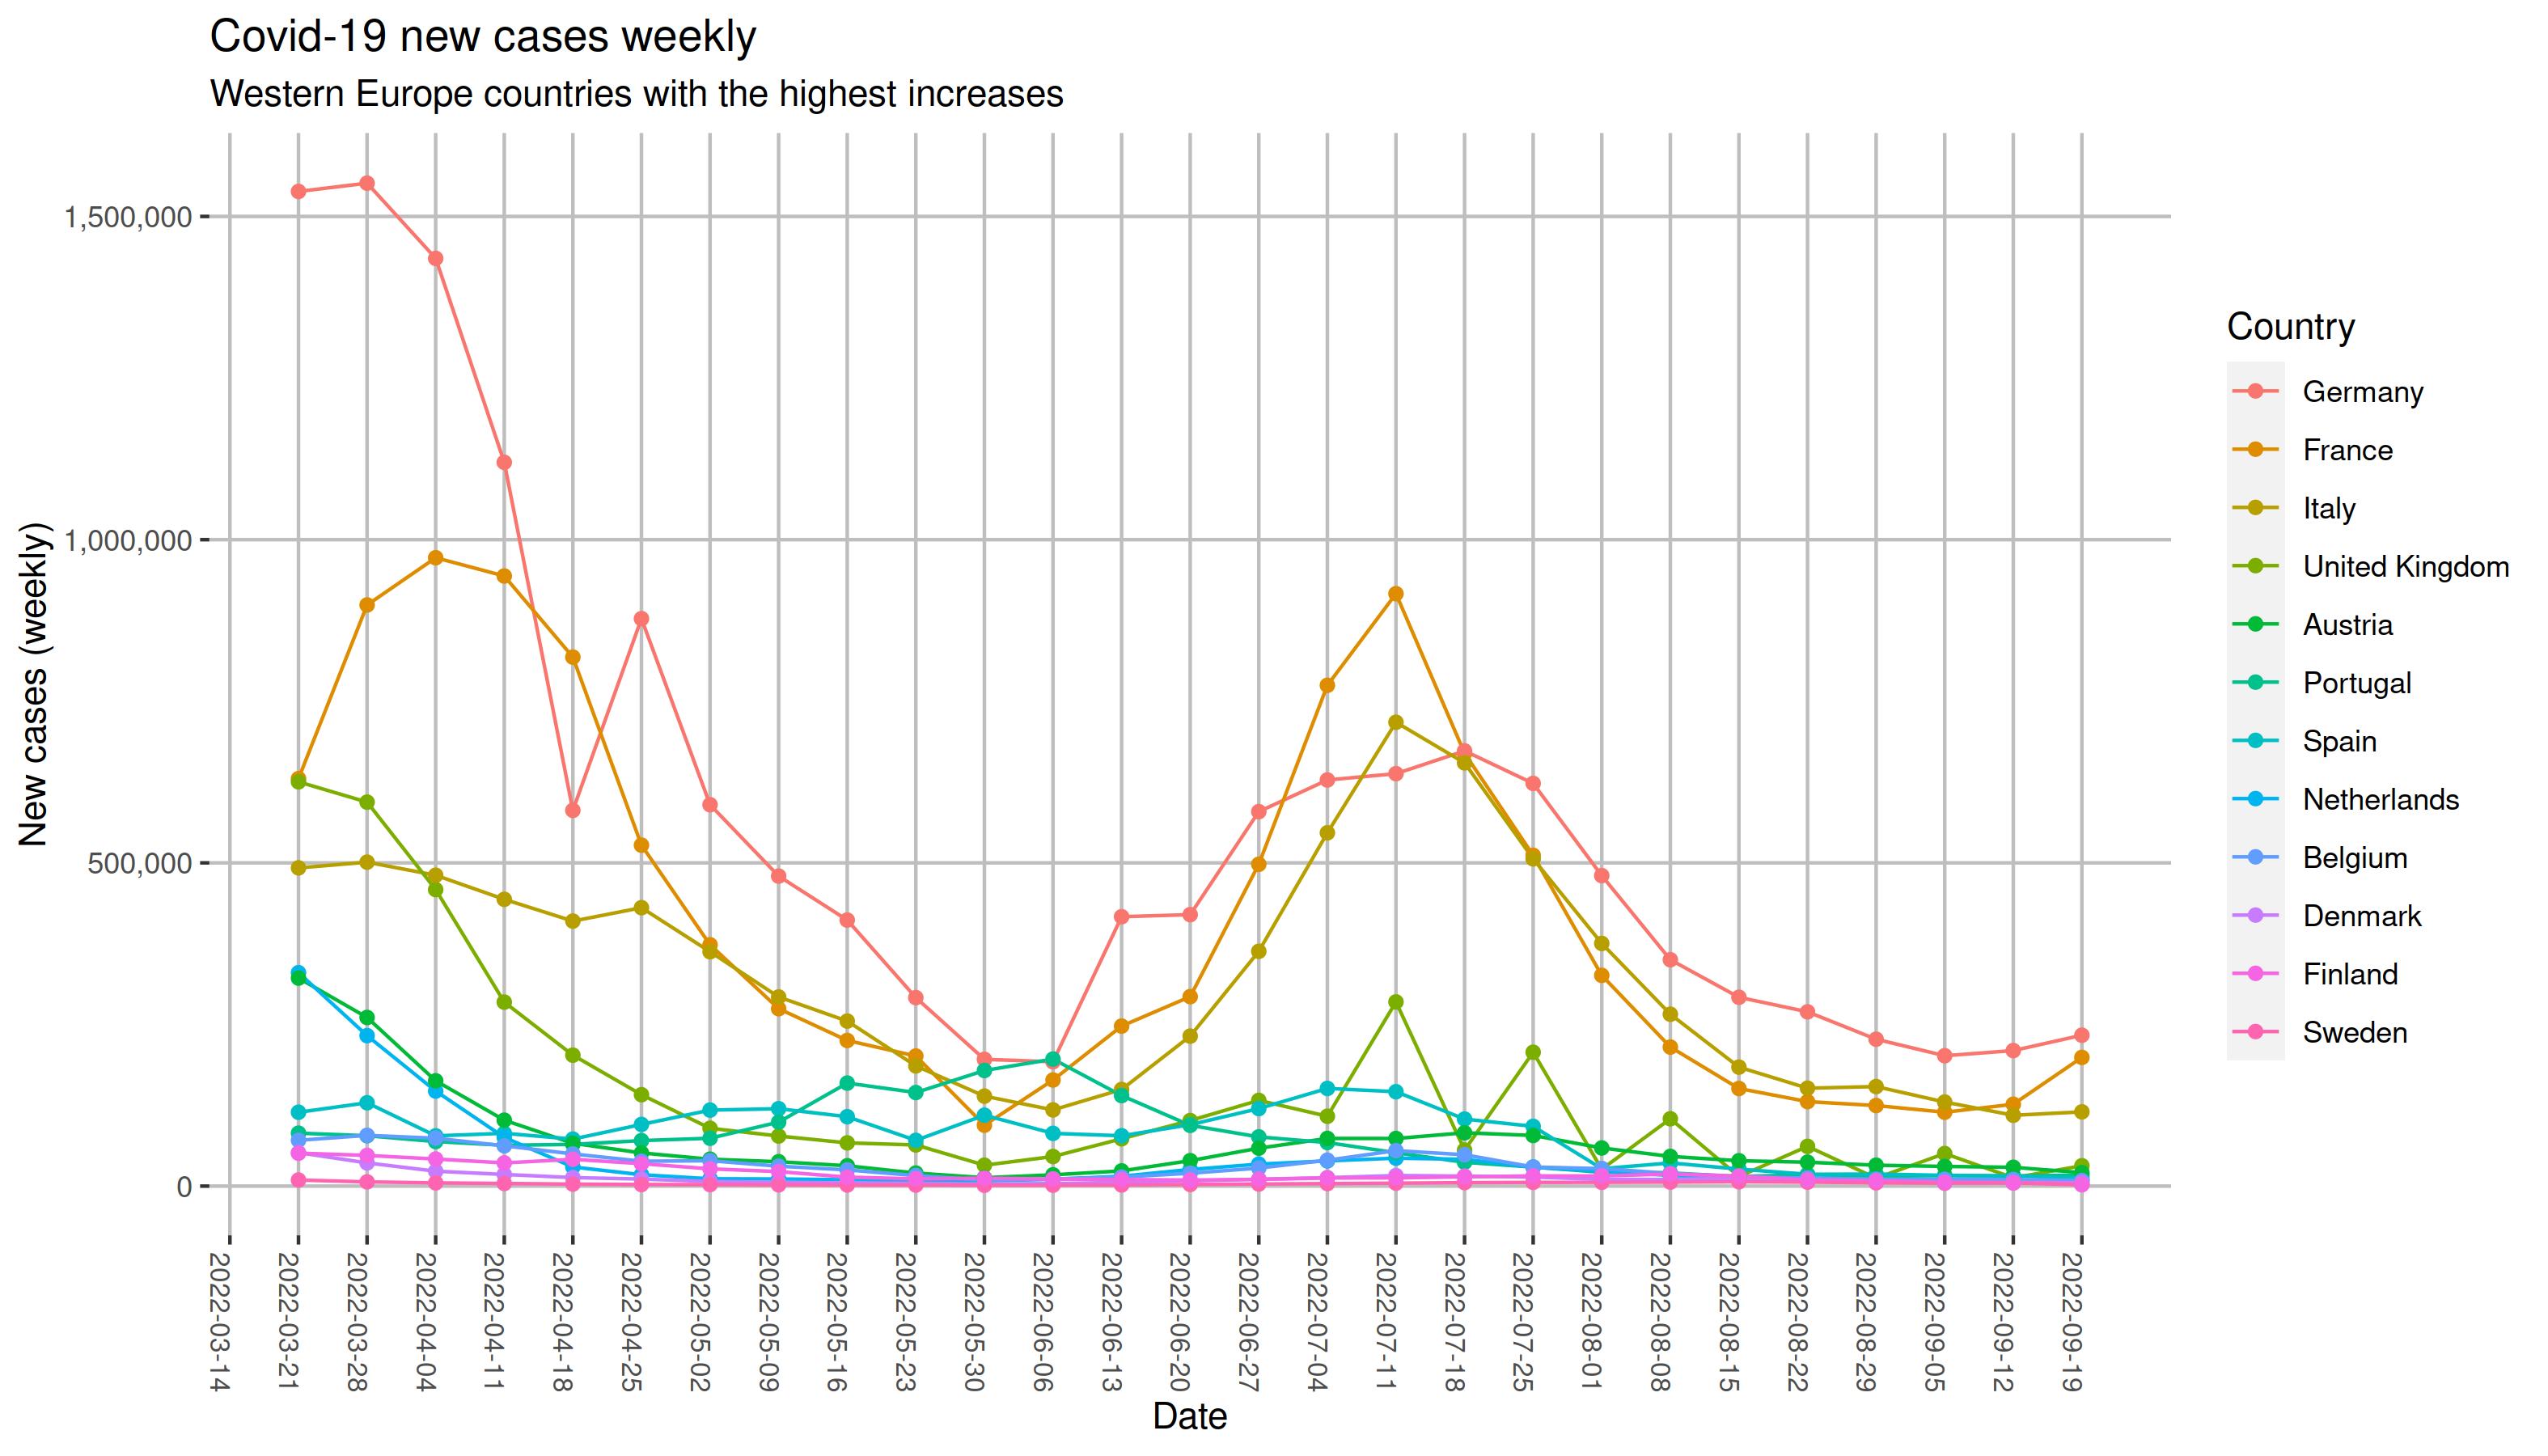 Covid-19 new cases weekly
Western Europe countries with the highest increases
New cases (weekly)
1,500,000
1,000,000
500,000
0
2022-03-14
2022-03-21
2022-03-28
2022-04-04
2022-04-11
2022-04-18
2022-04-25
2022-05-02
2022-05-09
2022-05-16
2022-05-23
2022-05-30
2022-06-06
2022-06-13
2022-06-20
2022-06-27
2022-07-04
2022-07-11
2022-07-18
2022-07-25
2022-08-01
2022-08-08
2022-08-15
2022-08-22
2022-08-29
2022-09-05
2022-09-12
2022-09-19
Date
Country
Germany
France
Italy
United Kingdom
Austria
Portugal
Spain
Netherlands
Belgium
Denmark
Finland
Sweden